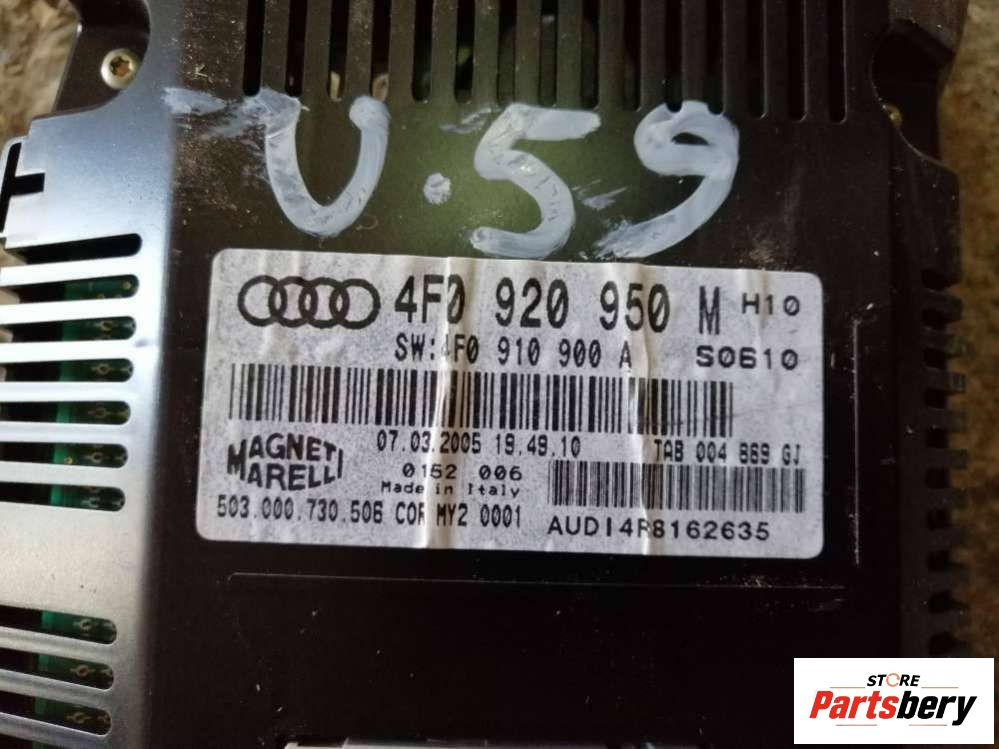 V.59
4F0 920 950 M H10
SW:4F0 910 900 A S0610
07.03.2005 19.49.10 TAB 004 869 GJ
MAGNETI MARELLI
0152 006
Made in Italy
503.000.730.506 COR MY2 0001
AUDI4R8162635
STORE
Partsbery